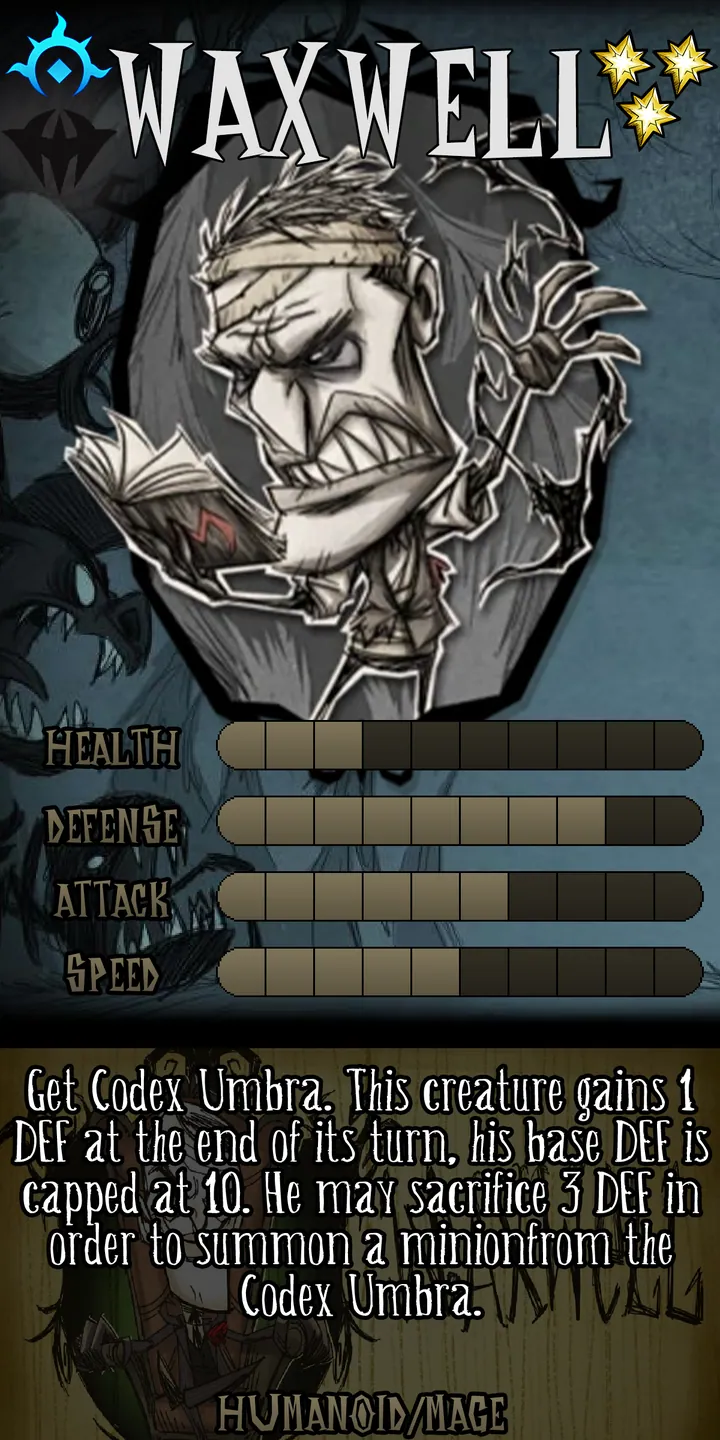 WAXWELL
HEALTH
DEFENSE
ATTACK
SPEED
Get Codex Umbra. This creature gains 1
DEF at the end of its turn, his base DEF is
capped at 10. He may sacrifice 3 DEF in
order to summon a minionfrom the
Codex Umbra.
HUMANOID/MAGE